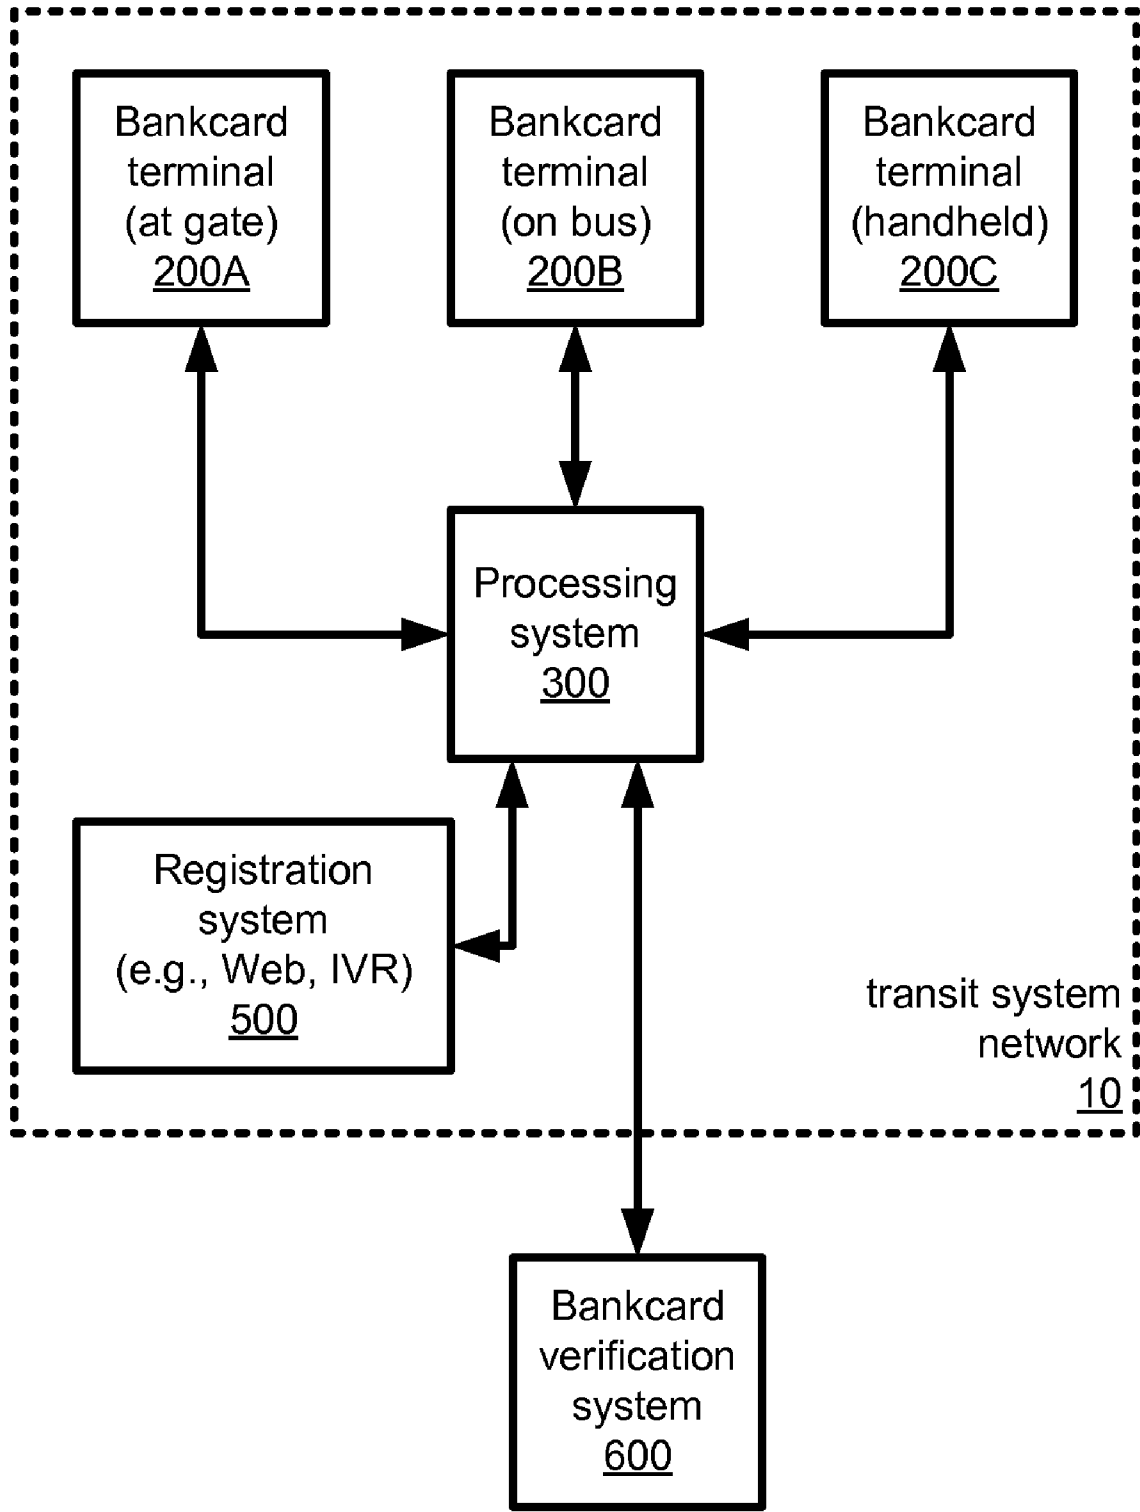 Bankcard
terminal
(at gate)
200A
Bankcard
terminal
(on bus)
200B
Bankcard
terminal
(handheld)
200C
Processing
system
300
Registration
system
(e.g., Web, IVR)
500
transit system
network
10
Bankcard
verification
system
600